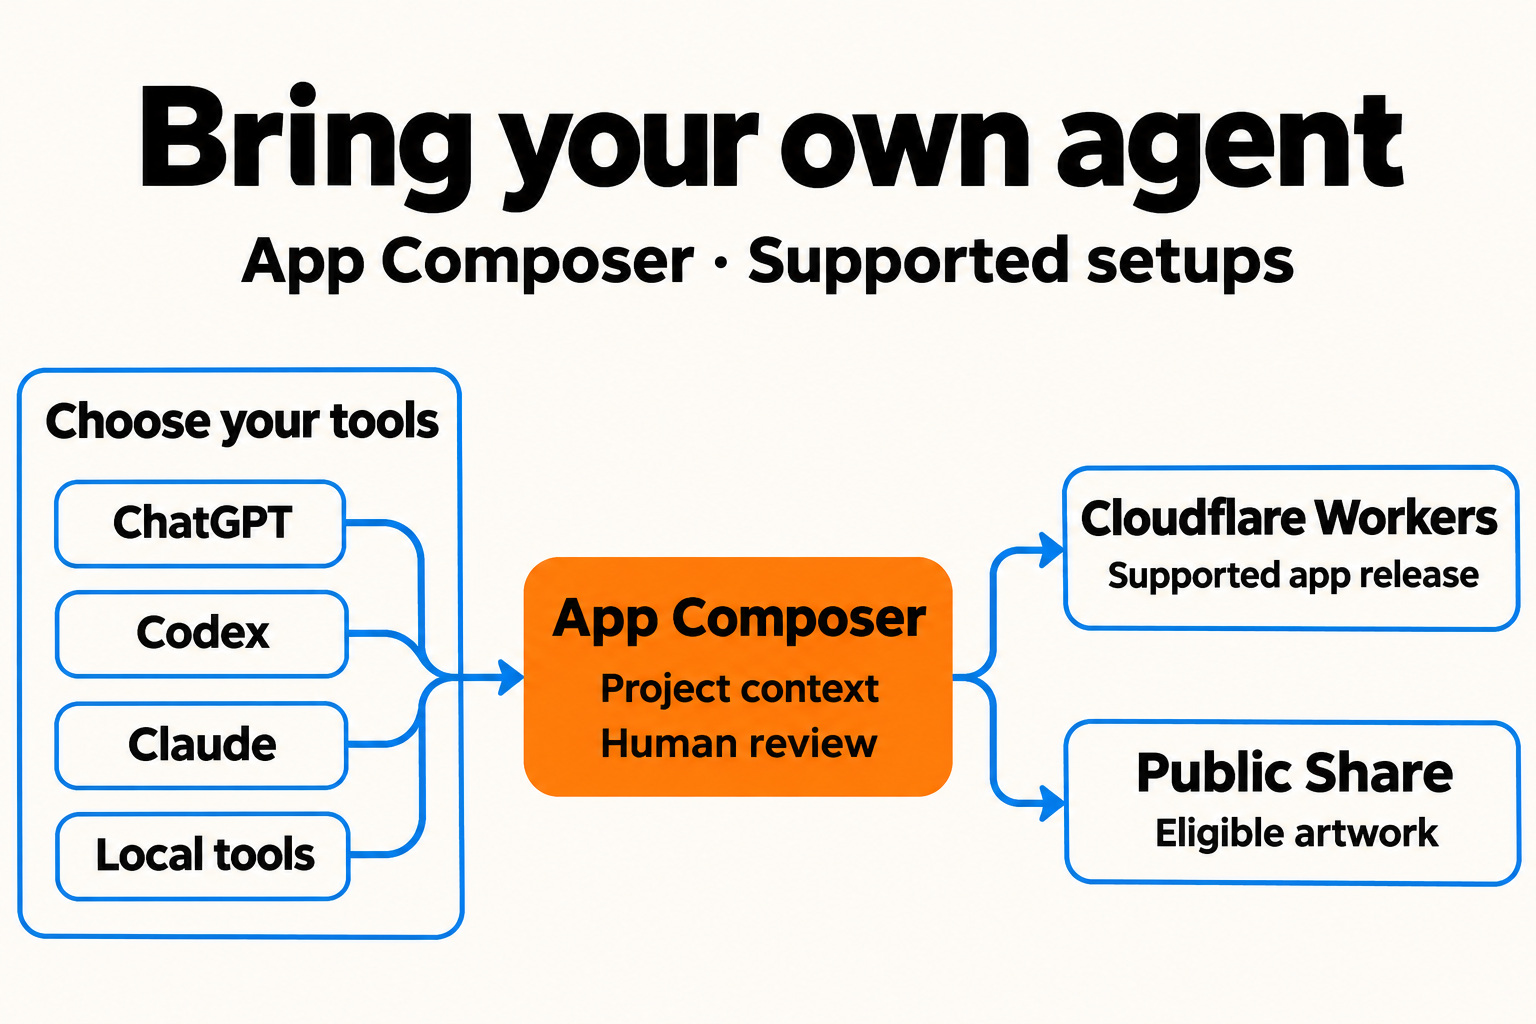 Bring your own agent
App Composer · Supported setups
Choose your tools
ChatGPT
Codex
Claude
Local tools
App Composer
Project context
Human review
Cloudflare Workers
Supported app release
Public Share
Eligible artwork